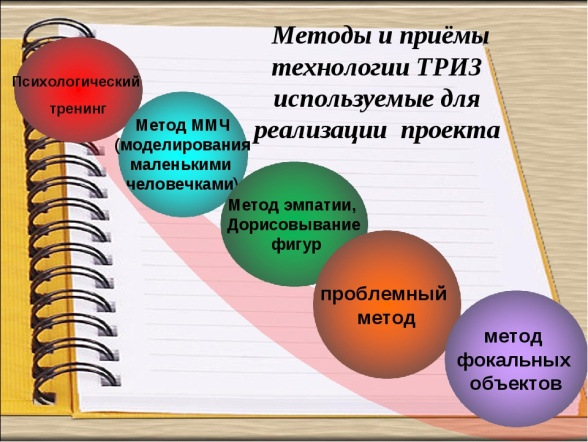 Методы и приёмы
технологии ТРИЗ
используемые для
реализации проекта
Психологический
тренинг
Метод ММЧ
(моделирования
маленькими
человечками)
Метод эмпатии,
Дорисовывание
фигур
проблемный
метод
метод
фокальных
объектов